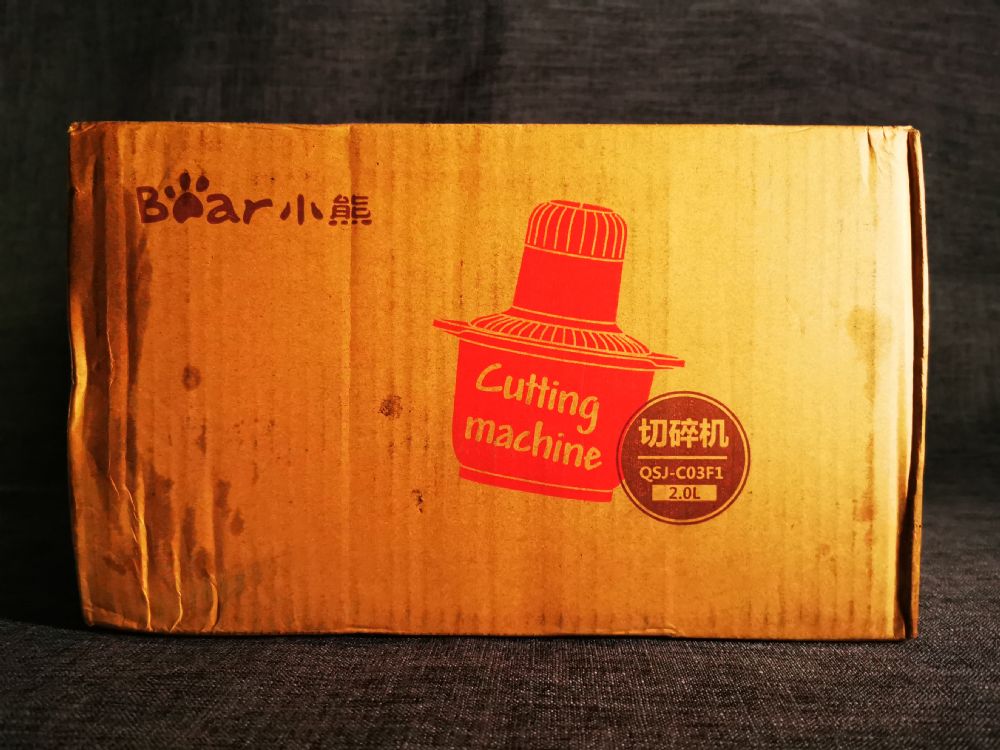 Bear小熊
Cutting
machine
切碎机
QSJ-C03F1
2.0L